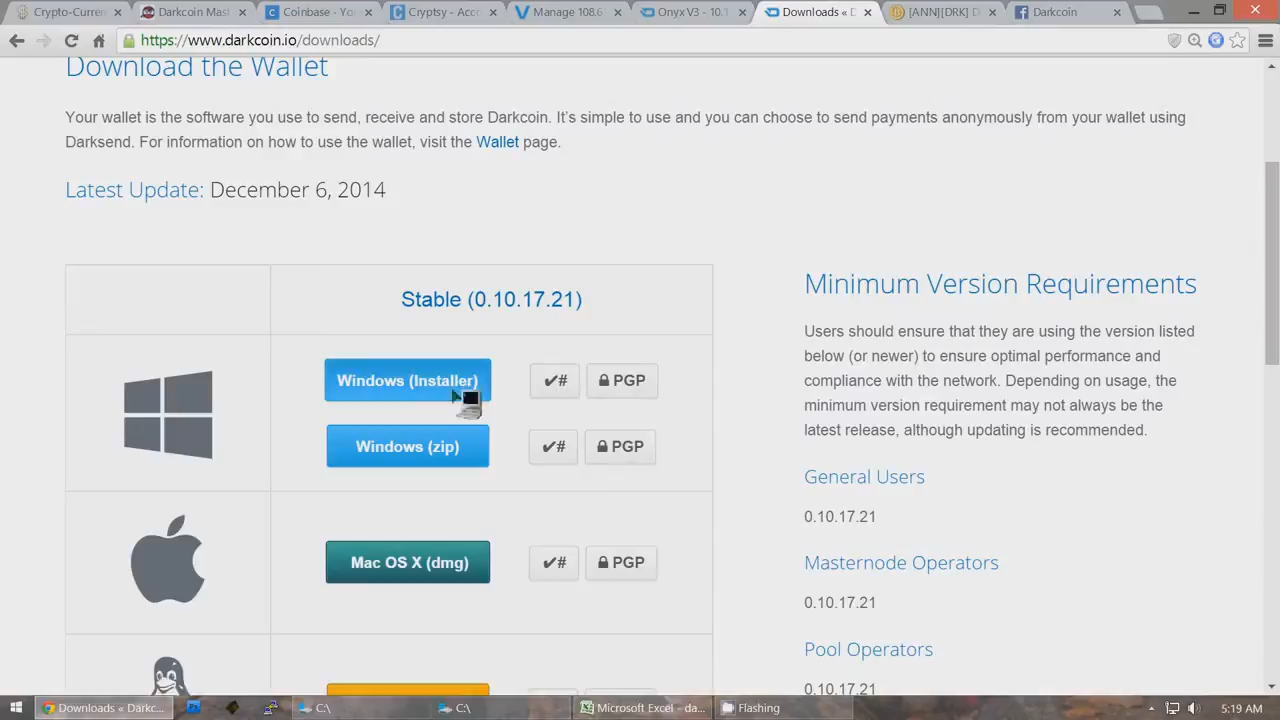 Crypto-Curren
Darkcoin Mas
Coinbase - Yo
Cryptsy - Acc
Manage 108.6
Onyx V3 - 10.1
Downloads « D
[ANN][DRK] D
Darkcoin
https://www.darkcoin.io/downloads/
Download the Wallet
Your wallet is the software you use to send, receive and store Darkcoin. It's simple to use and you can choose to send payments anonymously from your wallet using
Darksend. For information on how to use the wallet, visit the Wallet page.
Latest Update: December 6, 2014
Stable (0.10.17.21)
Windows (Installer)
✔#
PGP
Windows (zip)
✔#
PGP
Mac OS X (dmg)
✔#
PGP
Minimum Version Requirements
Users should ensure that they are using the version listed
below (or newer) to ensure optimal performance and
compliance with the network. Depending on usage, the
minimum version requirement may not always be the
latest release, although updating is recommended.
General Users
0.10.17.21
Masternode Operators
0.10.17.21
Pool Operators
0.10.17.21
Downloads « Darkc...
C:\
C:\
Microsoft Excel - da...
Flashing
5:19 AM